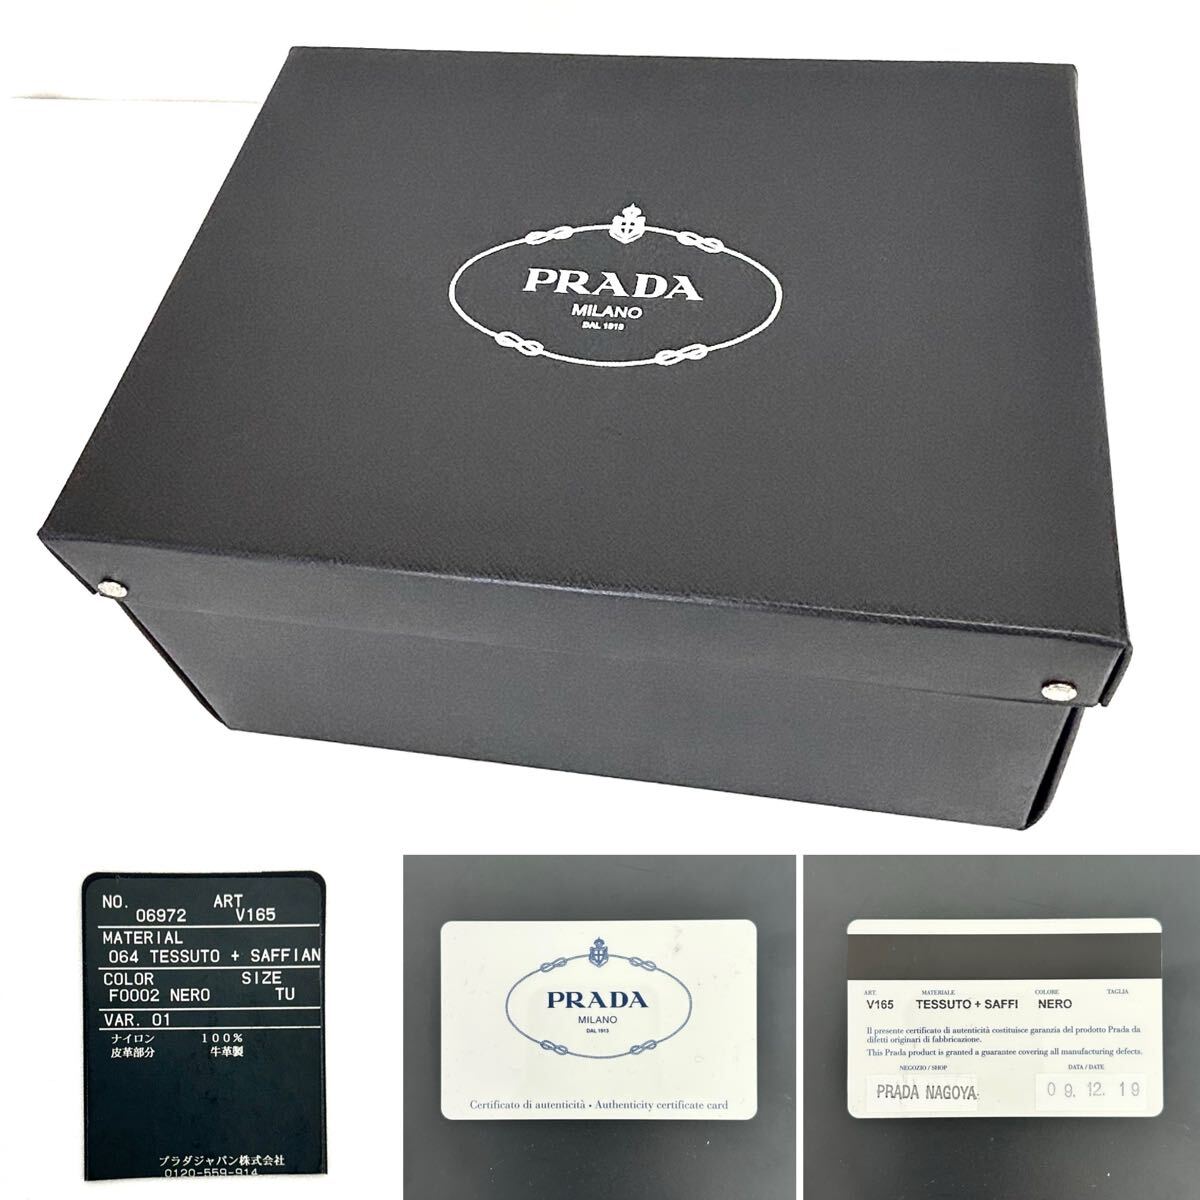 PRADA
MILANO
DAL 1913
NO. ART
06972 V165
MATERIAL
064 TESSUTO + SAFFIAN
COLOR SIZE
F0002 NERO TU
VAR. 01
ナイロン 100%
皮革部分 牛革製
プラダジャパン株式会社
0120-559-914
PRADA
MILANO
DAL 1913
Certificato di autenticità • Authenticity certificate card
ART. MATERIALE COLORE TAGLIA
V165 TESSUTO + SAFFI NERO
Il presente certificato di autenticità costituisce garanzia del prodotto Prada da
difetti originari di fabbricazione.
This Prada product is granted a guarantee covering all manufacturing defects.
NEGOZIO / SHOP DATA / DATE
PRADA NAGOYA. 09. 12. 19